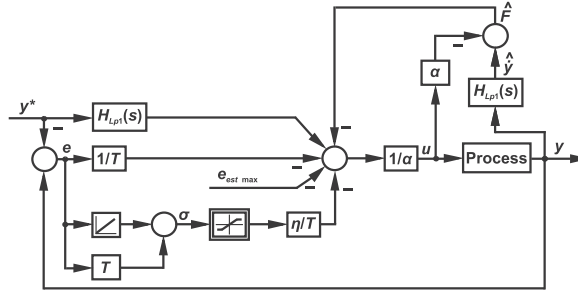 F̂
ẏ̂
α
H_Lp1(s)
y*
H_Lp1(s)
e
1/T
1/α
u
Process
y
e_est max
σ
η/T
T